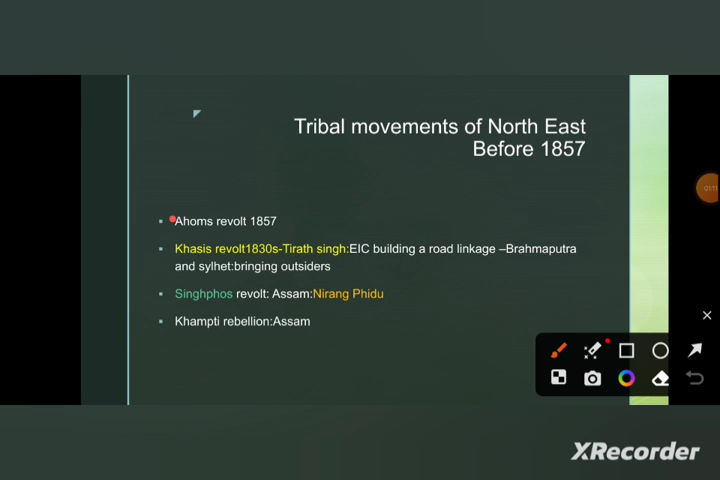 Tribal movements of North East
Before 1857
Ahoms revolt 1857
Khasis revolt1830s-Tirath singh:EIC building a road linkage –Brahmaputra
and sylhet:bringing outsiders
Singhphos revolt: Assam:Nirang Phidu
Khampti rebellion:Assam
XRecorder